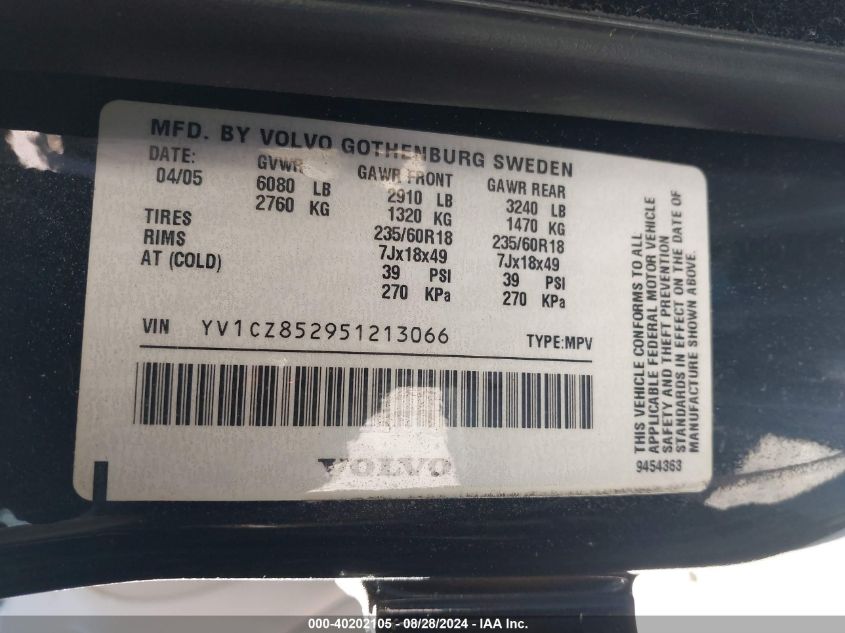 MFD. BY VOLVO GOTHENBURG SWEDEN
DATE: GVWR GAWR FRONT GAWR REAR
04/05 6080 LB 2910 LB 3240 LB
2760 KG 1320 KG 1470 KG
TIRES 235/60R18 235/60R18
RIMS 7Jx18x49 7Jx18x49
AT (COLD) 39 PSI 39 PSI
270 KPa 270 KPa
VIN YV1CZ852951213066 TYPE:MPV
VOLVO
THIS VEHICLE CONFORMS TO ALL
APPLICABLE FEDERAL MOTOR VEHICLE
SAFETY AND THEFT PREVENTION
STANDARDS IN EFFECT ON THE DATE OF
MANUFACTURE SHOWN ABOVE.
9454363
000-40202105 - 08/28/2024 - IAA Inc.